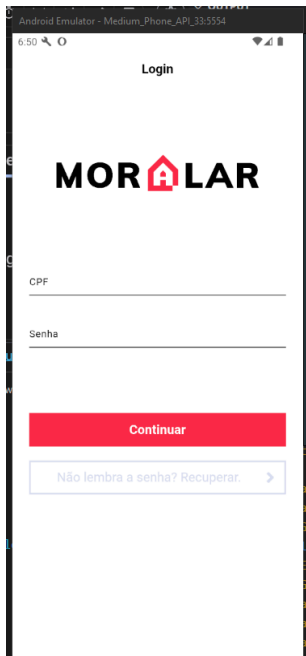 Android Emulator - Medium_Phone_API_33:5554
6:50
Login
MORALAR
CPF
Senha
Continuar
Não lembra a senha? Recuperar.